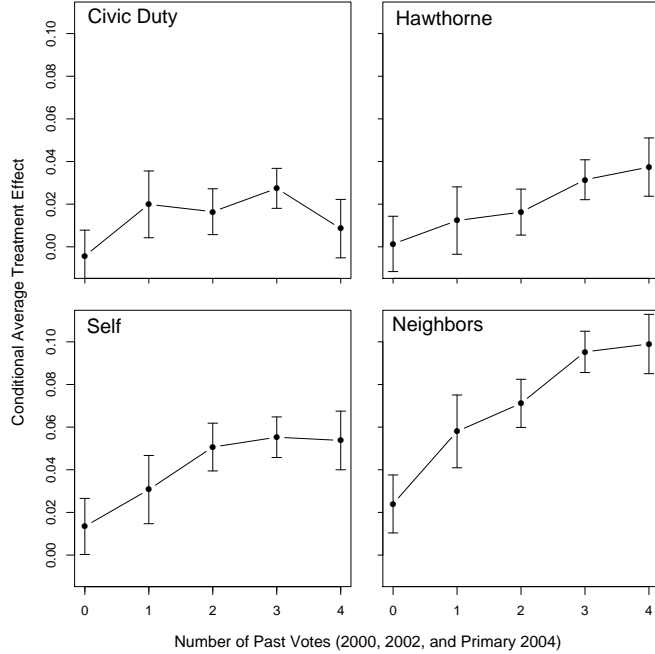 Civic Duty
Hawthorne
0.00 0.02 0.04 0.06 0.08 0.10
Self
Neighbors
0.00 0.02 0.04 0.06 0.08 0.10
0 1 2 3 4
0 1 2 3 4
Conditional Average Treatment Effect
Number of Past Votes (2000, 2002, and Primary 2004)